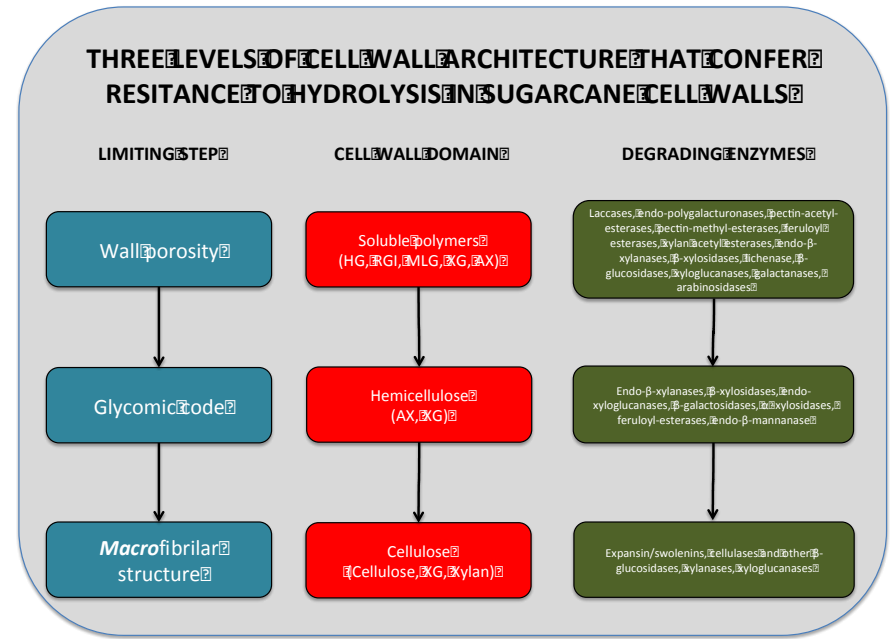 THREE LEVELS OF CELL WALL ARCHITECTURE THAT CONFER
RESITANCE TO HYDROLYSIS IN SUGARCANE CELL WALLS
LIMITING STEP
CELL WALL DOMAIN
DEGRADING ENZYMES
Wall porosity
Soluble polymers
(HG, RGI, MLG, XG, AX)
Laccases, endo-polygalacturonases, pectin-acetyl-
esterases, pectin-methyl-esterases, feruloyl
esterases, xylan acetyl esterases, endo-β-
xylanases, β-xylosidases, lichenase, β-
glucosidases, xyloglucanases, galactanases,
arabinosidases
Glycomic code
Hemicellulose
(AX, XG)
Endo-β-xylanases, β-xylosidases, endo-
xyloglucanases, β-galactosidases, α-xylosidases,
feruloyl-esterases, endo-β-mannanase
Macrofibrilar
structure
Cellulose
(Cellulose, XG, Xylan)
Expansin/swolenins, cellulases and other β-
glucosidases, xylanases, xyloglucanases